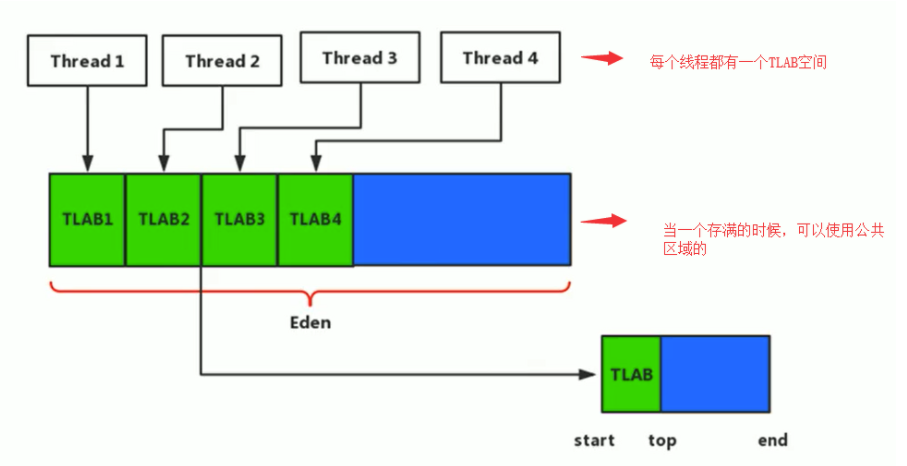 Thread 1
Thread 2
Thread 3
Thread 4
每个线程都有一个TLAB空间
TLAB1
TLAB2
TLAB3
TLAB4
当一个存满的时候，可以使用公共
区域的
Eden
TLAB
start
top
end